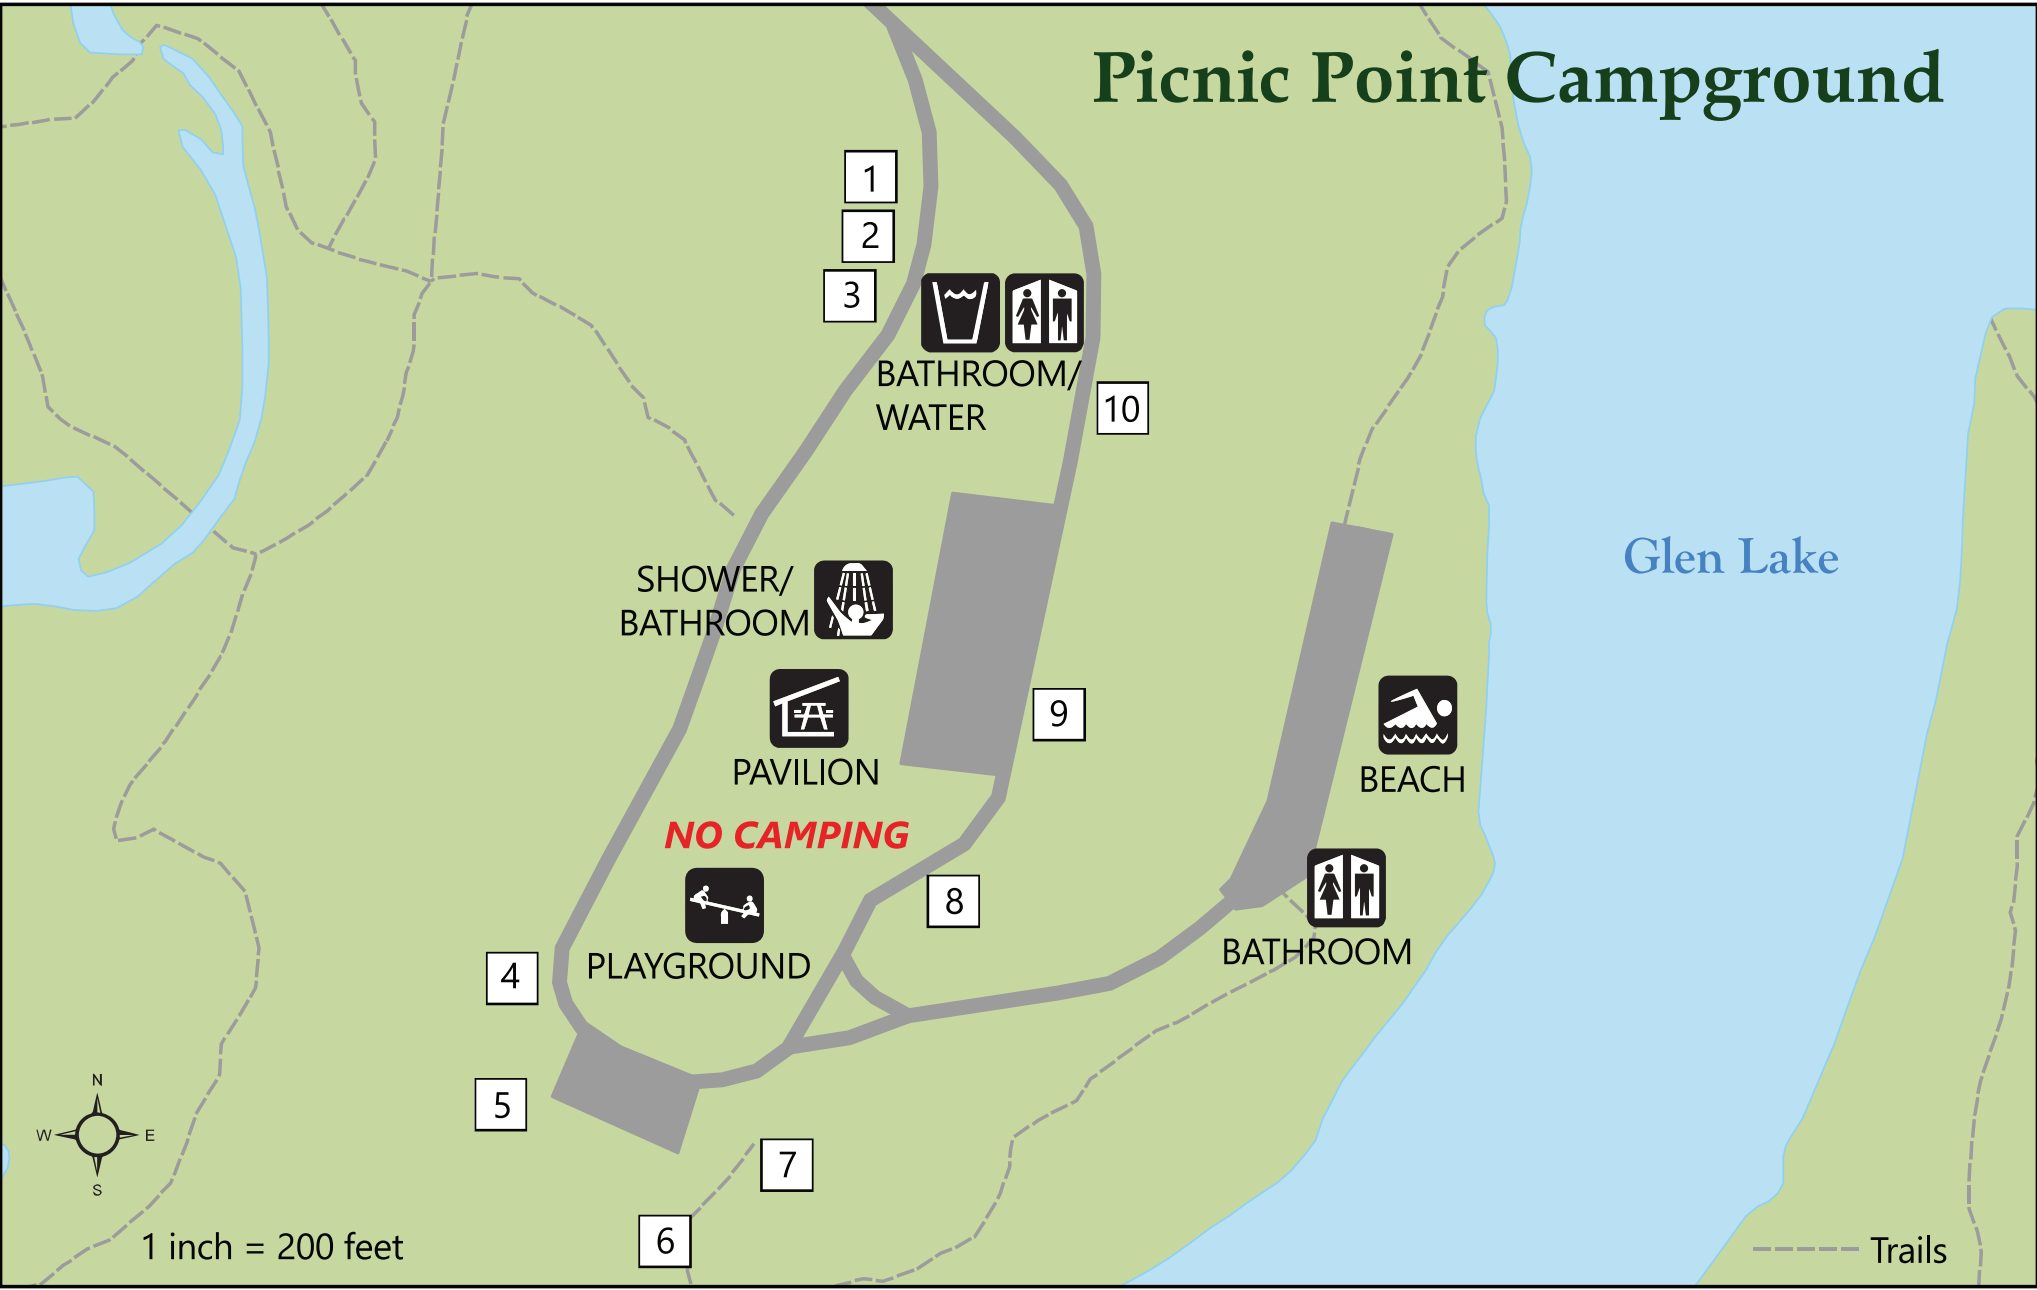 Picnic Point Campground
1
2
3
BATHROOM/
WATER
10
Glen Lake
SHOWER/
BATHROOM
9
PAVILION
BEACH
NO CAMPING
8
PLAYGROUND
BATHROOM
4
5
7
6
N
W
E
S
1 inch = 200 feet
Trails